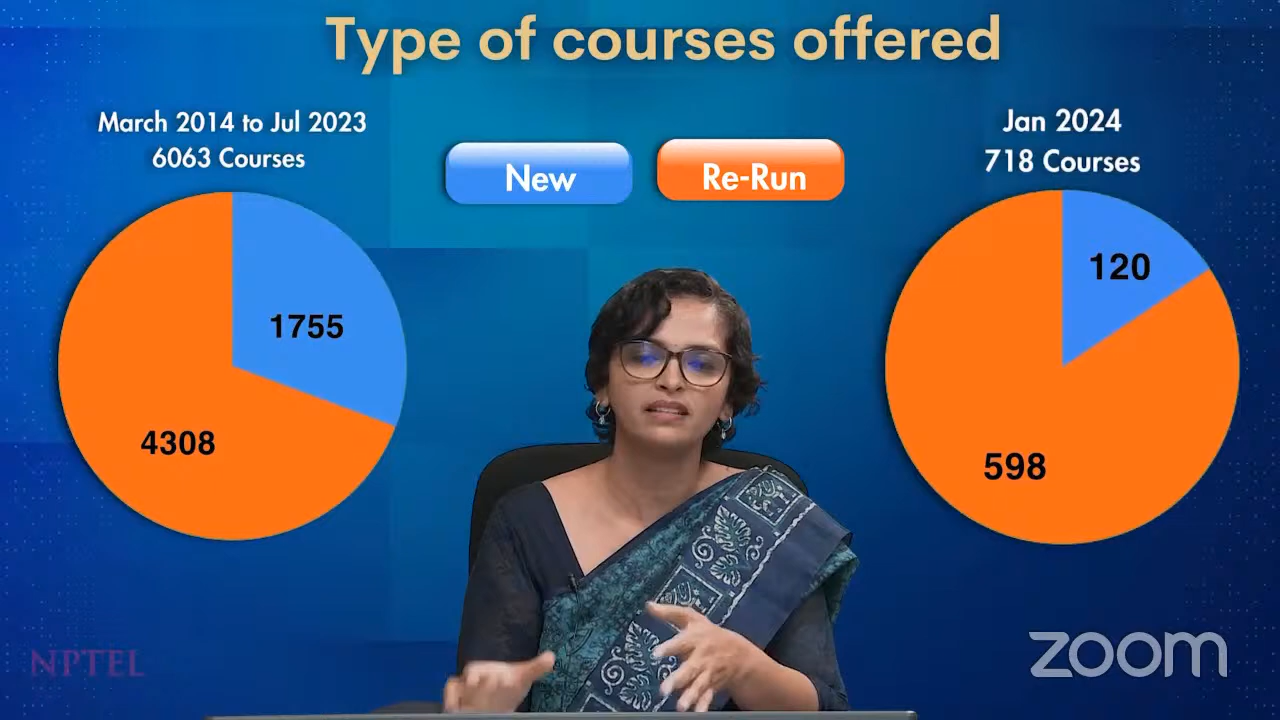 Type of courses offered
March 2014 to Jul 2023
6063 Courses
New
Re-Run
Jan 2024
718 Courses
1755
4308
120
598
NPTEL
zoom